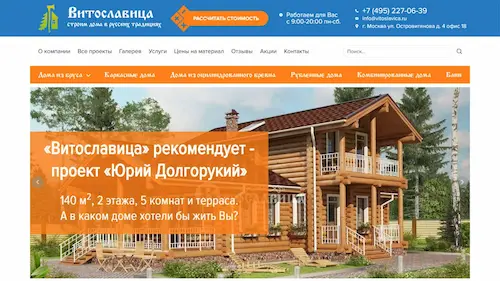 Витославица
строим дома в русских традициях
РАССЧИТАТЬ СТОИМОСТЬ
Работаем для Вас
с 9:00-20:00 пн-сб.
+7 (495) 227-06-39
info@vitoslavica.ru
г. Москва ул. Островитянова д. 4 офис 18
О компании Все проекты Галерея Услуги Цены на материал Отзывы Акции Контакты Поиск...
Дома из бруса Каркасные дома Дома из оцилиндрованного бревна Рубленные дома Комбинированные дома Бани
«Витославица» рекомендует -
проект «Юрий Долгорукий»
140 м², 2 этажа, 5 комнат и терраса.
А в каком доме хотели бы жить Вы?